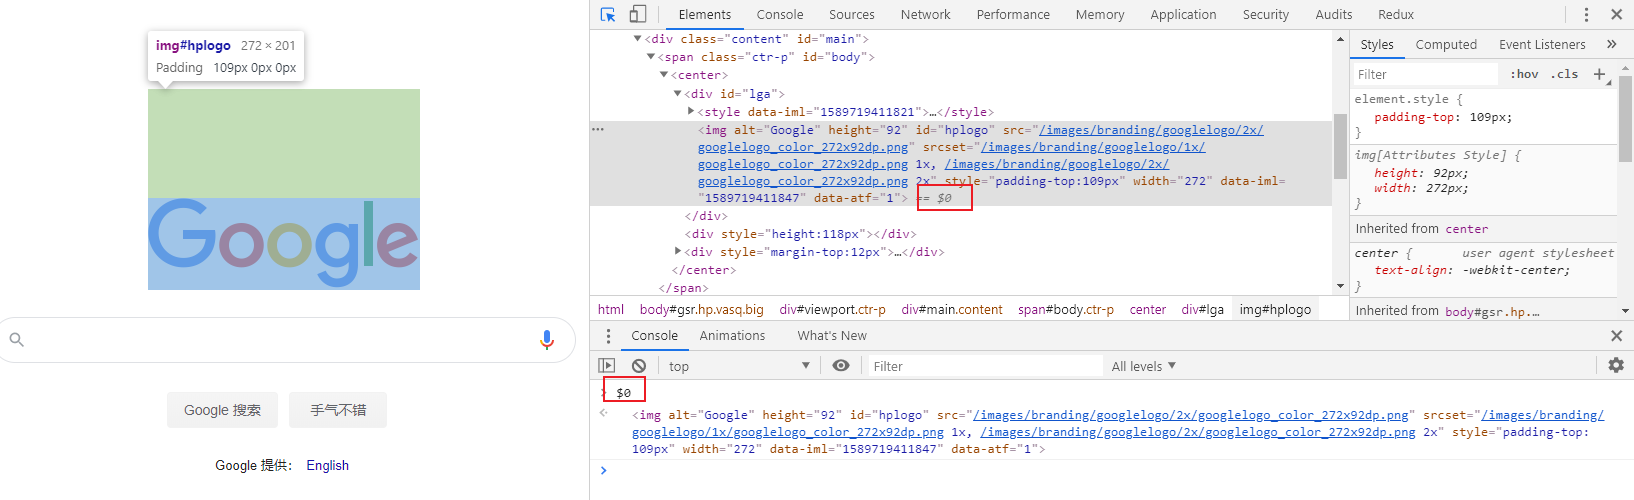 img#hplogo 272 × 201
Padding 109px 0px 0px
Google
Google 搜索 手气不错
Google 提供： English
Elements Console Sources Network Performance Memory Application Security Audits Redux
<div class="content" id="main">
<span class="ctr-p" id="body">
<center>
<div id="lga">
<style data-iml="1589719411821">…</style>
<img alt="Google" height="92" id="hplogo" src="/images/branding/googlelogo/2x/
googlelogo_color_272x92dp.png" srcset="/images/branding/googlelogo/1x/
googlelogo_color_272x92dp.png 1x, /images/branding/googlelogo/2x/
googlelogo_color_272x92dp.png 2x" style="padding-top:109px" width="272" data-iml=
"1589719411847" data-atf="1"> == $0
</div>
<div style="height:118px"></div>
<div style="margin-top:12px">…</div>
</center>
</span>
html body#gsr.hp.vasq.big div#viewport.ctr-p div#main.content span#body.ctr-p center div#lga img#hplogo
Styles Computed Event Listeners »
Filter :hov .cls +
element.style {
padding-top: 109px;
}
img[Attributes Style] {
height: 92px;
width: 272px;
}
Inherited from center
center { user agent stylesheet
text-align: -webkit-center;
}
Inherited from body#gsr.hp.…
Console Animations What's New
top Filter All levels
> $0
<img alt="Google" height="92" id="hplogo" src="/images/branding/googlelogo/2x/googlelogo_color_272x92dp.png" srcset="/images/branding/
googlelogo/1x/googlelogo_color_272x92dp.png 1x, /images/branding/googlelogo/2x/googlelogo_color_272x92dp.png 2x" style="padding-top:
109px" width="272" data-iml="1589719411847" data-atf="1">
>